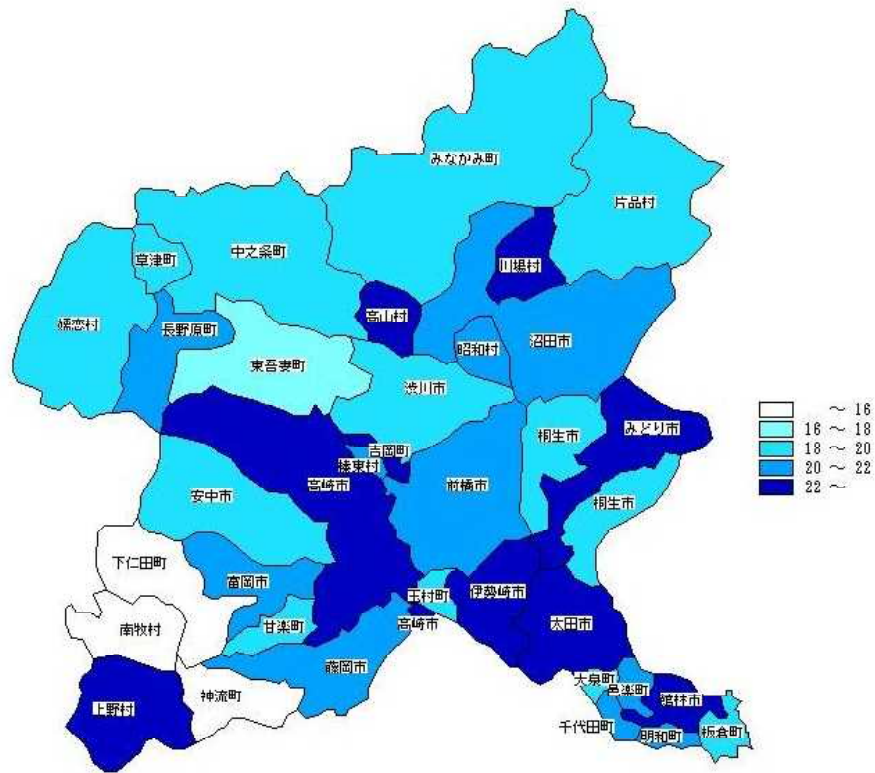 みなかみ町
片品村
中之条町
草津町
川場村
高山村
嬬恋村
長野原町
昭和村
沼田市
東吾妻町
渋川市
～16
16～18
18～20
20～22
22～
みどり市
桐生市
吉岡町
榛東村
高崎市
前橋市
安中市
桐生市
下仁田町
富岡市
玉村町
伊勢崎市
甘楽町
高崎市
太田市
南牧村
藤岡市
大泉町
邑楽町
神流町
館林市
上野村
千代田町
明和町
板倉町